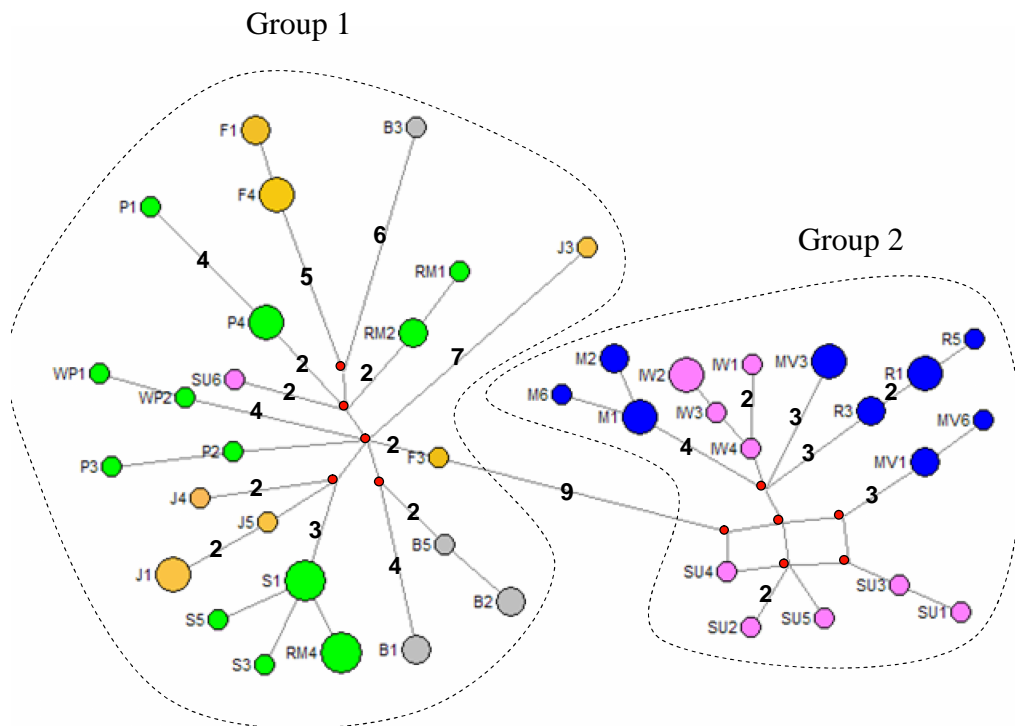 Group 1
F1
B3
F4
P1
6
Group 2
4
5
J3
RM1
P4
RM2
7
2
2
WP1
SU6
2
WP2
4
2
F3
P2
P3
J4
2
J5
2
J1
3
2
B5
4
S1
B2
S5
S3
RM4
B1
9
M2
IW1
MV3
R5
IW2
R1
2
M6
2
IW3
3
R3
MV6
M1
4
IW4
3
MV1
3
SU4
SU3
2
SU2
SU5
SU1